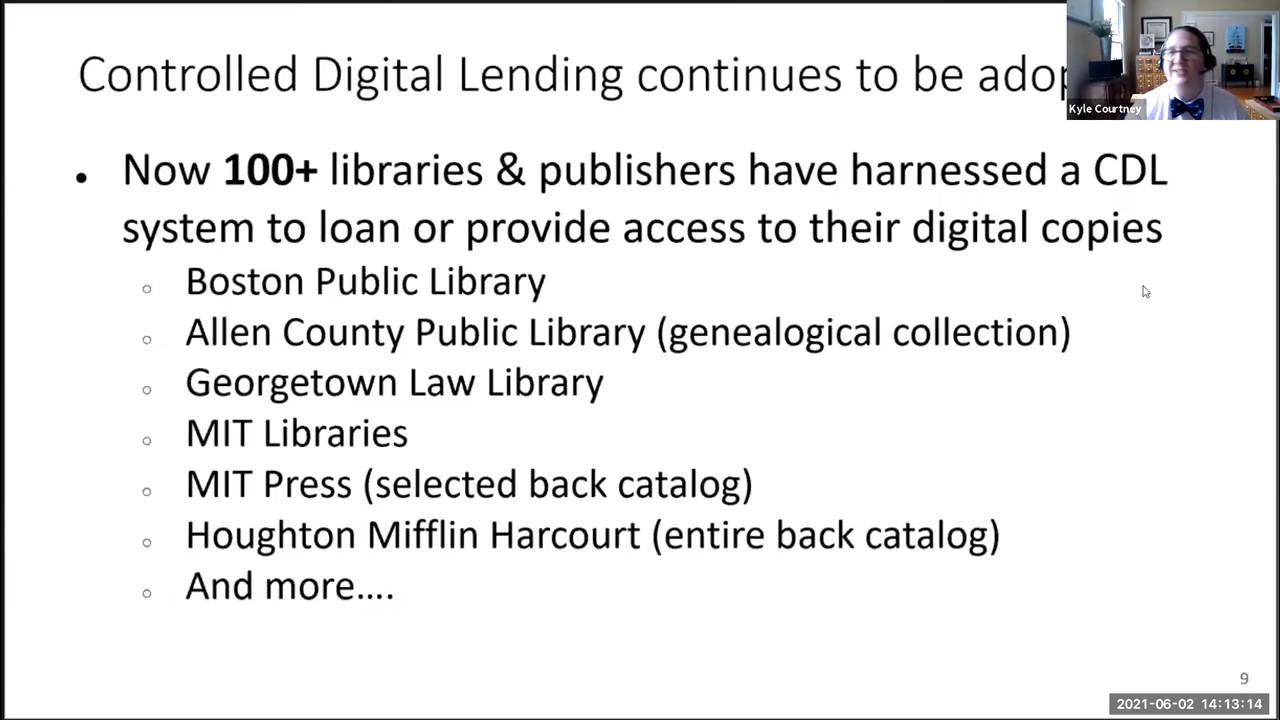 Controlled Digital Lending continues to be
Kyle Courtney
• Now 100+ libraries & publishers have harnessed a CDL
system to loan or provide access to their digital copies
○ Boston Public Library
○ Allen County Public Library (genealogical collection)
○ Georgetown Law Library
○ MIT Libraries
○ MIT Press (selected back catalog)
○ Houghton Mifflin Harcourt (entire back catalog)
○ And more….
9
2021-06-02 14:13:14